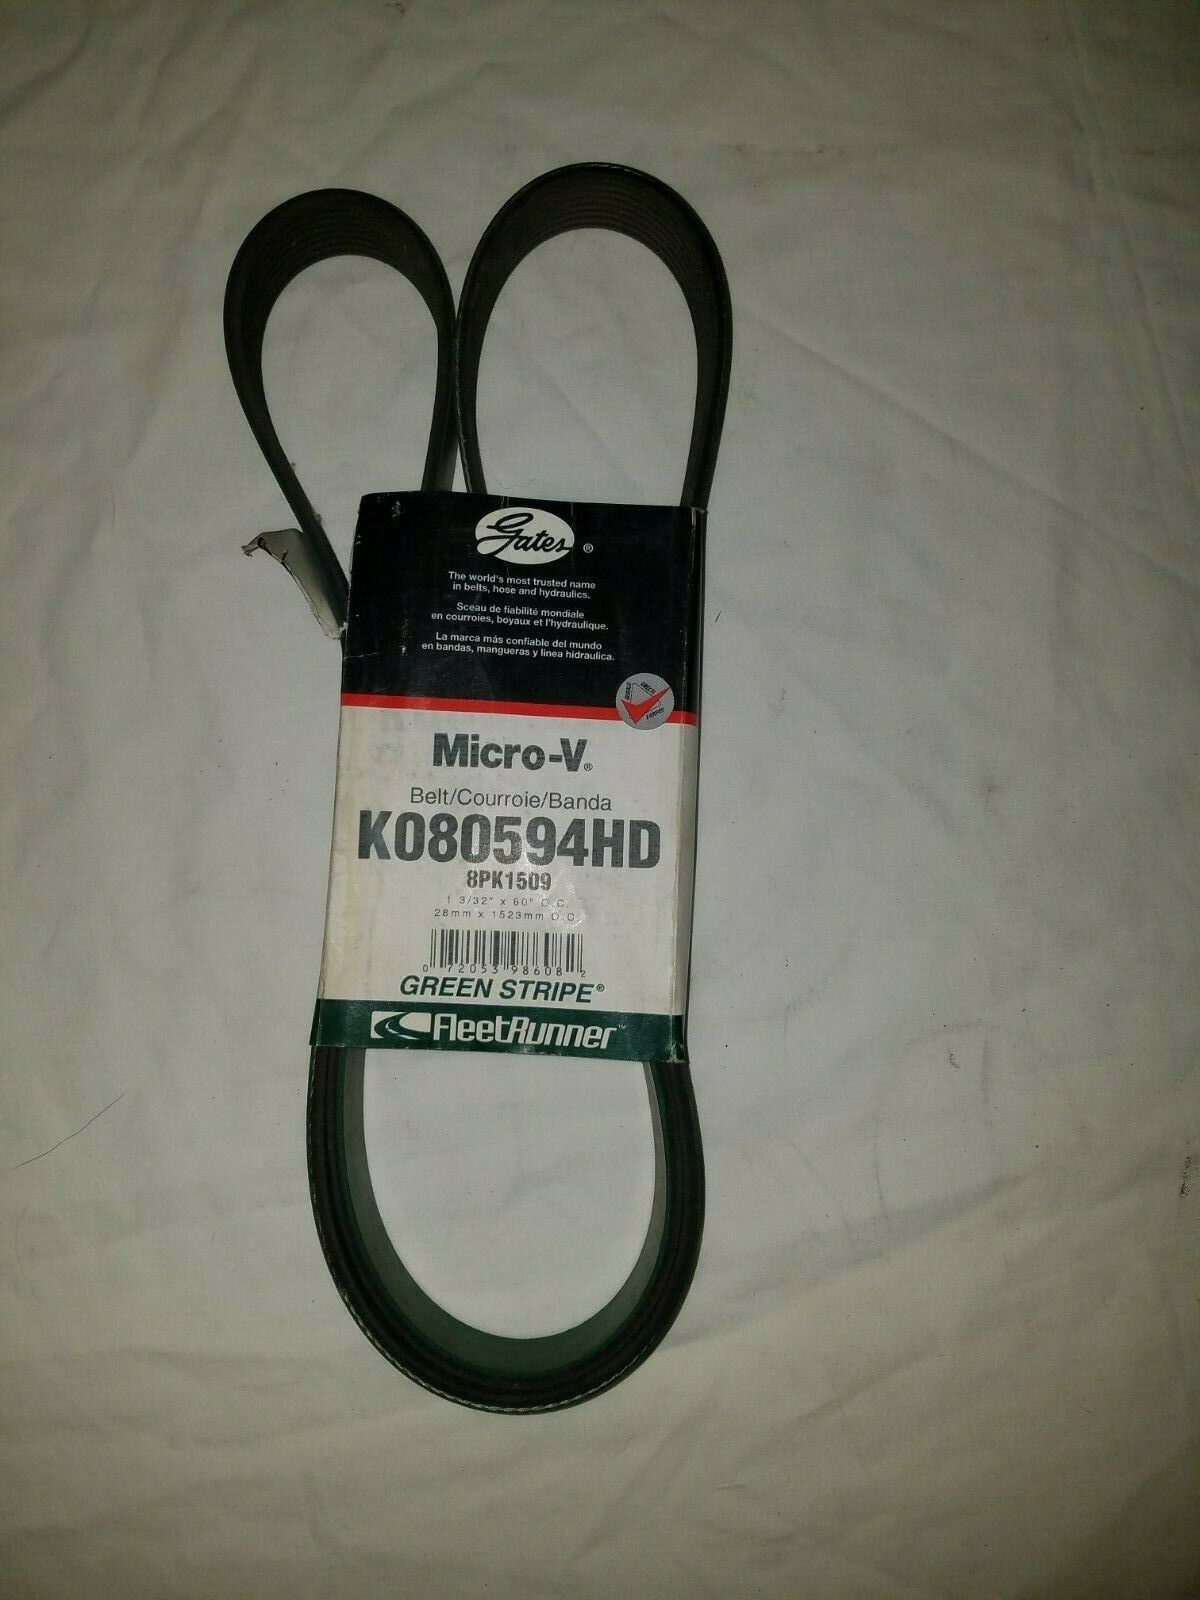 Gates ®
The world's most trusted name
in belts, hose and hydraulics.
Sceau de fiabilité mondiale
en courroies, boyaux et l'hydraulique.
La marca más confiable del mundo
en bandas, mangueras y linea hidraulica.
Micro-V®
Belt/Courroie/Banda
K080594HD
8PK1509
1 3/32" x 60" O.C.
28mm x 1523mm O.C.
0 72053 98608 2
GREEN STRIPE®
FleetRunner™